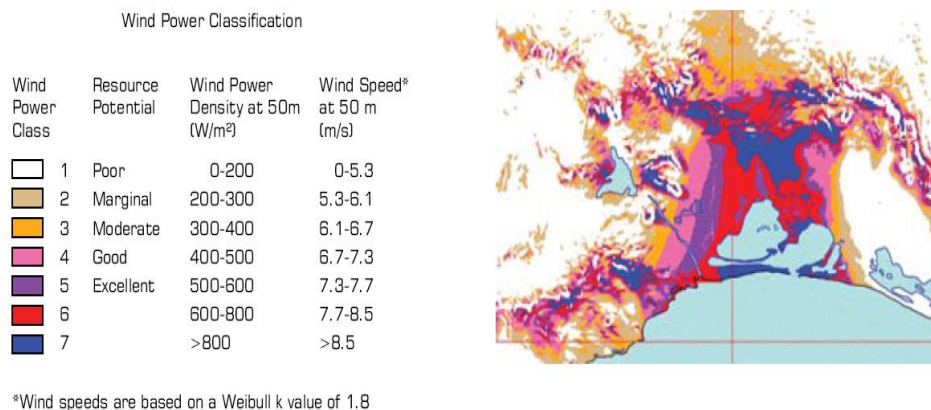 Wind Power Classification
Wind Power Class Resource Potential Wind Power Density at 50m (W/m²) Wind Speed* at 50 m (m/s)
1 Poor 0-200 0-5.3
2 Marginal 200-300 5.3-6.1
3 Moderate 300-400 6.1-6.7
4 Good 400-500 6.7-7.3
5 Excellent 500-600 7.3-7.7
6 600-800 7.7-8.5
7 >800 >8.5
*Wind speeds are based on a Weibull k value of 1.8